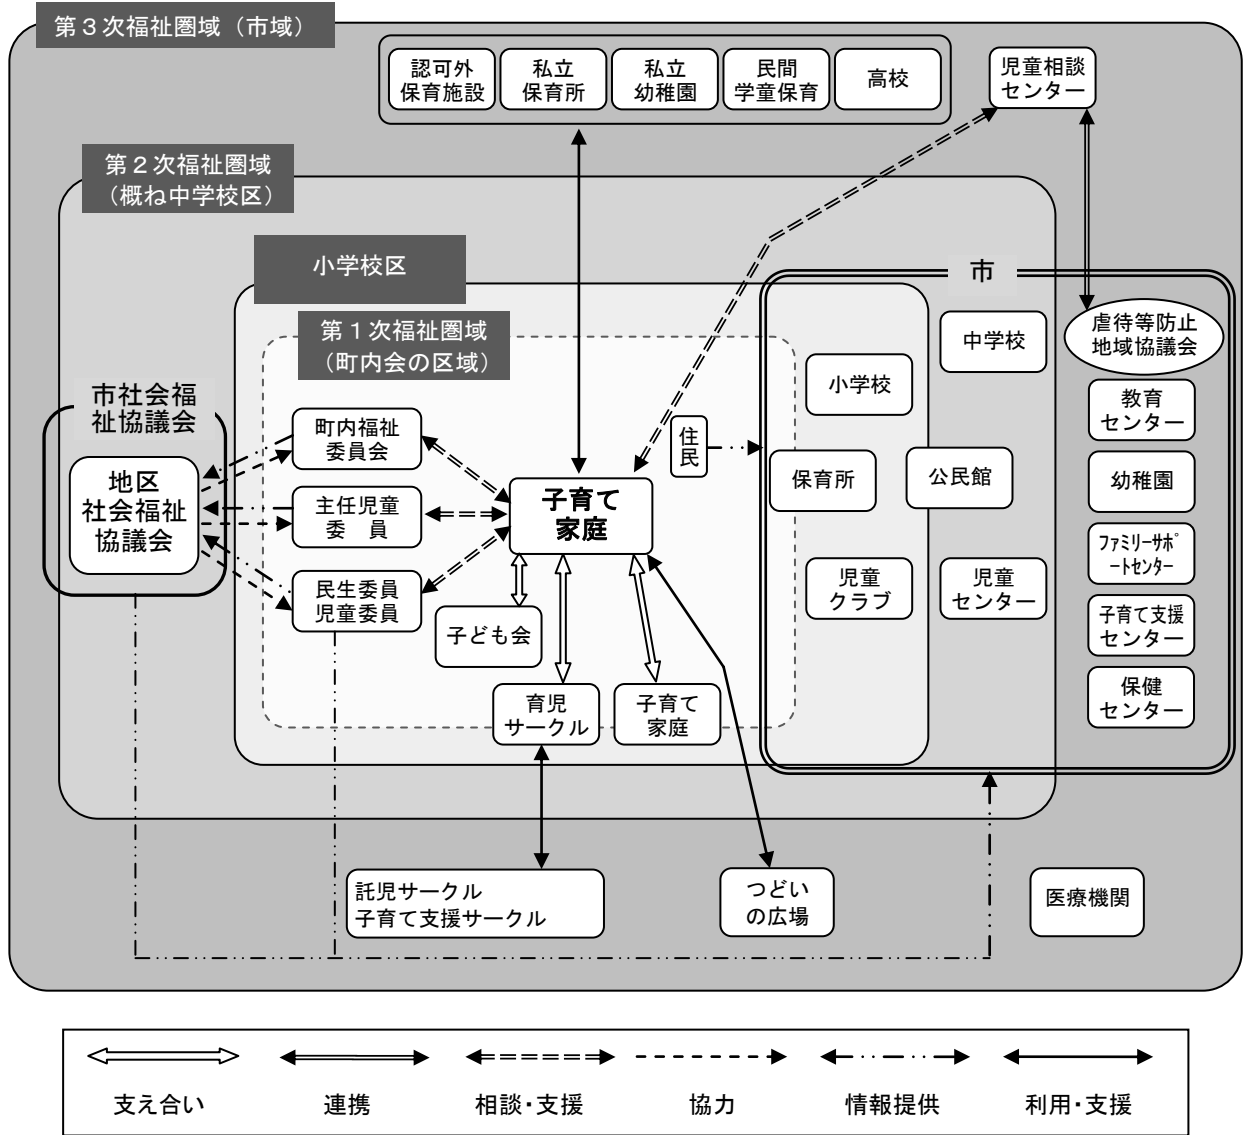 第３次福祉圏域（市域）
認可外
保育施設
私立
保育所
私立
幼稚園
民間
学童保育
高校
児童相談
センター
第２次福祉圏域
（概ね中学校区）
小学校区
第１次福祉圏域
（町内会の区域）
市
中学校
虐待等防止
地域協議会
小学校
教育
センター
市社会福
祉協議会
地区
社会福祉
協議会
町内福祉
委員会
主任児童
委　員
民生委員
児童委員
子育て
家庭
住
民
保育所
公民館
幼稚園
ﾌｧﾐﾘｰｻﾎﾟ
ｰﾄｾﾝﾀｰ
児童
クラブ
児童
センター
子育て支援
センター
保健
センター
子ども会
育児
サークル
子育て
家庭
託児サークル
子育て支援サークル
つどい
の広場
医療機関
支え合い
連携
相談・支援
協力
情報提供
利用・支援